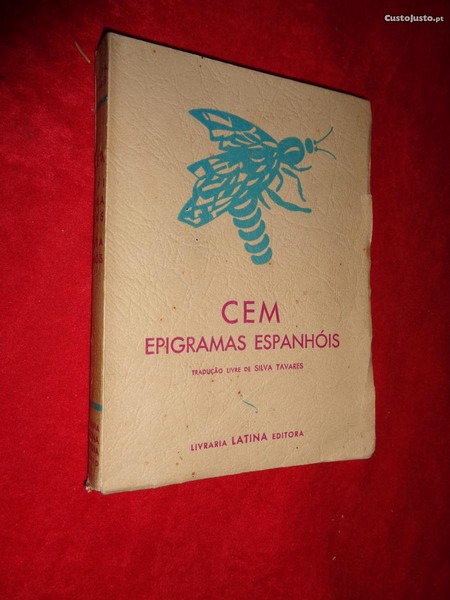 CustoJusto.pt
CEM
EPIGRAMAS ESPANHÓIS
TRADUÇÃO LIVRE DE SILVA TAVARES
LIVRARIA LATINA EDITORA